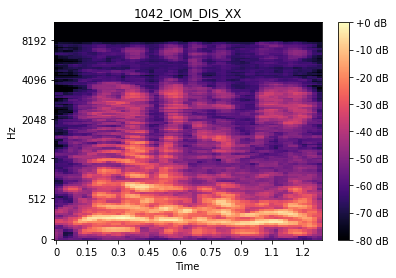 1042_IOM_DIS_XX
8192
4096
2048
1024
512
0
Hz
0 0.15 0.3 0.45 0.6 0.75 0.9 1.1 1.2
Time
+0 dB
-10 dB
-20 dB
-30 dB
-40 dB
-50 dB
-60 dB
-70 dB
-80 dB